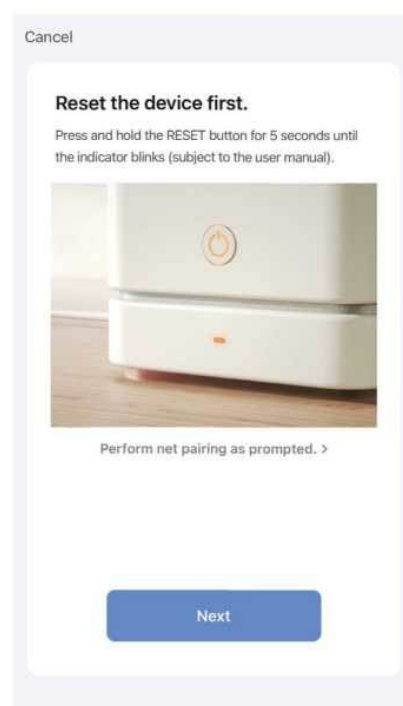 Cancel
Reset the device first.
Press and hold the RESET button for 5 seconds until
the indicator blinks (subject to the user manual).
Perform net pairing as prompted. >
Next